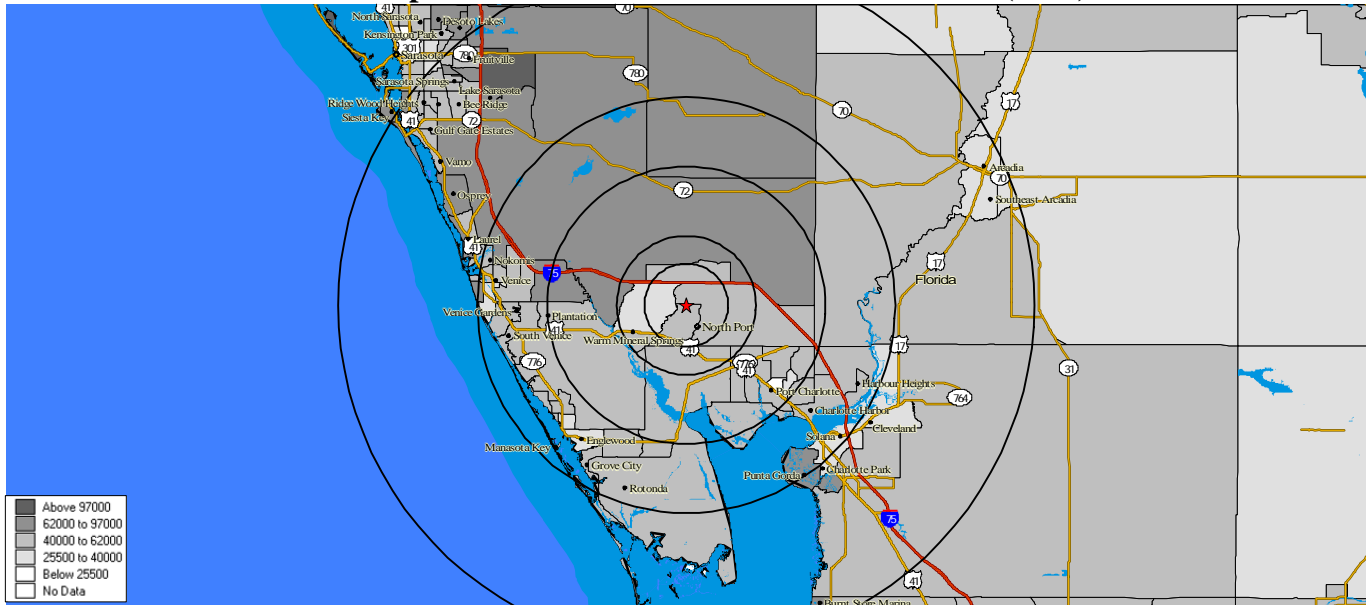 41
70
North Sarasota
Desoto Lakes
Kensington Park
301
Sarasota
780
Fruitville
780
Sarasota Springs
Lake Sarasota
17
Ridge Wood Heights
Bee Ridge
Siesta Key
41
72
70
Gulf Gate Estates
Vamo
Arcadia
70
72
Osprey
Southeast Arcadia
Laurel
41
Nokomis
17
75
Venice
Florida
Venice Gardens
Plantation
41
North Port
South Venice
Warm Mineral Springs
41
17
776
41
31
Port Charlotte
Harbour Heights
764
Charlotte Harbor
Cleveland
Solana
Englewood
Manasota Key
Grove City
Charlotte Park
Punta Gorda
Rotonda
75
41
Burnt Store Marina
Above 97000
62000 to 97000
40000 to 62000
25500 to 40000
Below 25500
No Data